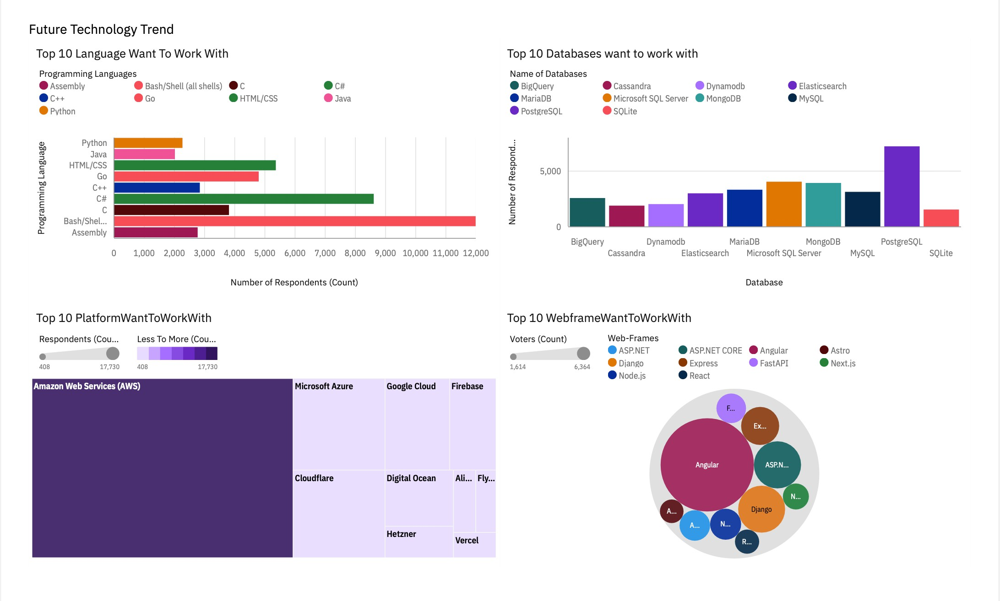 Future Technology Trend
Top 10 Language Want To Work With
Programming Languages
Assembly
Bash/Shell (all shells)
C
C#
C++
Go
HTML/CSS
Java
Python
Programming Language
Python
Java
HTML/CSS
Go
C++
C#
C
Bash/Shel...
Assembly
0 1,000 2,000 3,000 4,000 5,000 6,000 7,000 8,000 9,000 10,000 11,000 12,000
Number of Respondents (Count)
Top 10 Databases want to work with
Name of Databases
BigQuery
Cassandra
Dynamodb
Elasticsearch
MariaDB
Microsoft SQL Server
MongoDB
MySQL
PostgreSQL
SQLite
Number of Respond...
5,000
0
BigQuery Dynamodb MariaDB MongoDB PostgreSQL
Cassandra Elasticsearch Microsoft SQL Server MySQL SQLite
Database
Top 10 PlatformWantToWorkWith
Respondents (Cou...
408 17,730
Less To More (Cou...
408 17,730
Amazon Web Services (AWS)
Microsoft Azure
Google Cloud
Firebase
Cloudflare
Digital Ocean
Ali...
Fly...
Hetzner
Vercel
Top 10 WebframeWantToWorkWith
Voters (Count)
1,614 6,364
Web-Frames
ASP.NET
ASP.NET CORE
Angular
Astro
Django
Express
FastAPI
Next.js
Node.js
React
F...
Ex...
Angular
ASP.N...
N...
Django
A...
A...
N...
R...